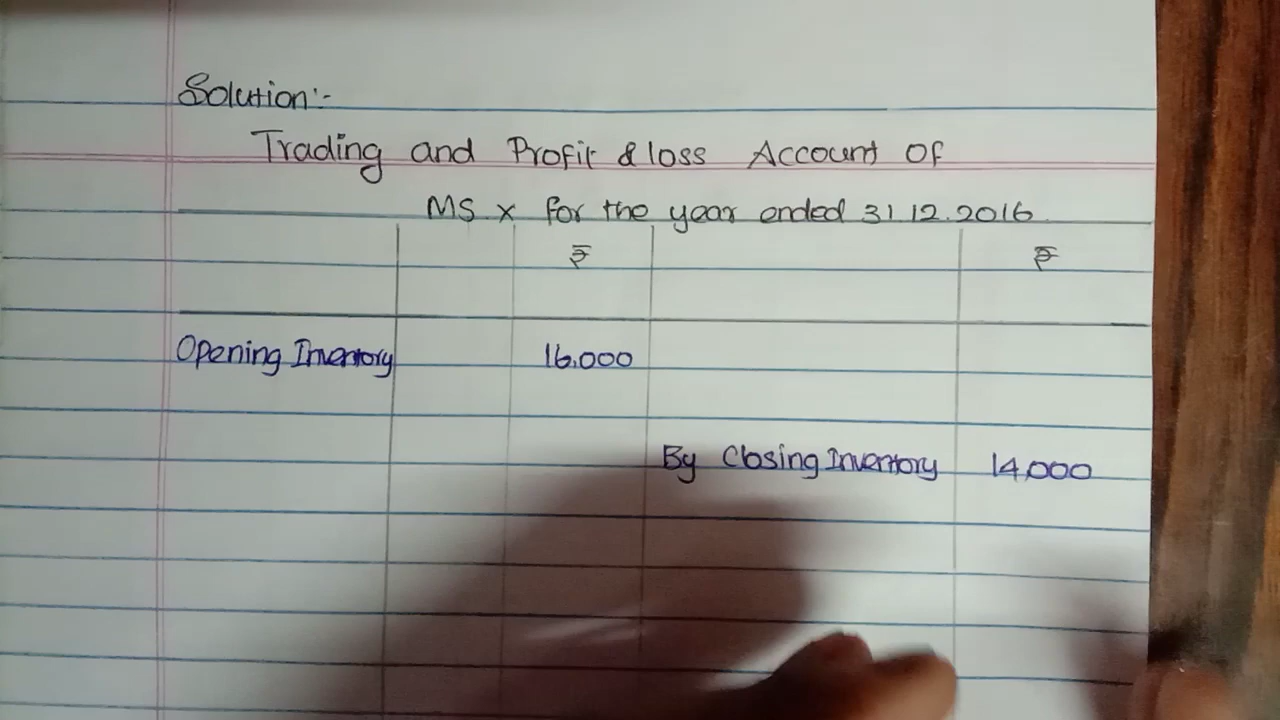 Solution:-
Trading and Profit & loss Account of
MS X for the year ended 31.12.2016
₹ ₹
Opening Inventory 16,000
By Closing Inventory 14,000